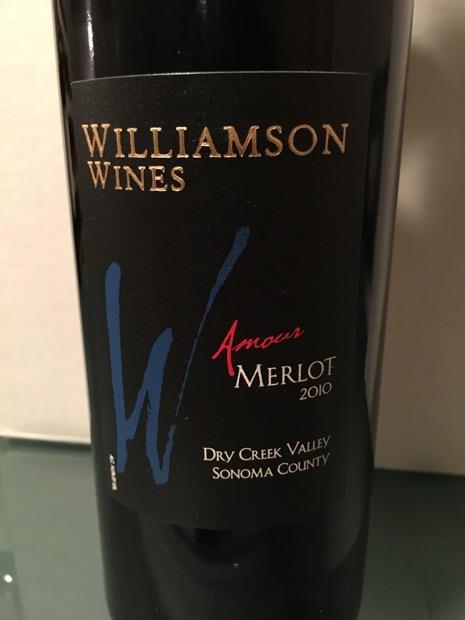 WILLIAMSON
WINES
W
Amour
MERLOT
2010
DRY CREEK VALLEY
SONOMA COUNTY